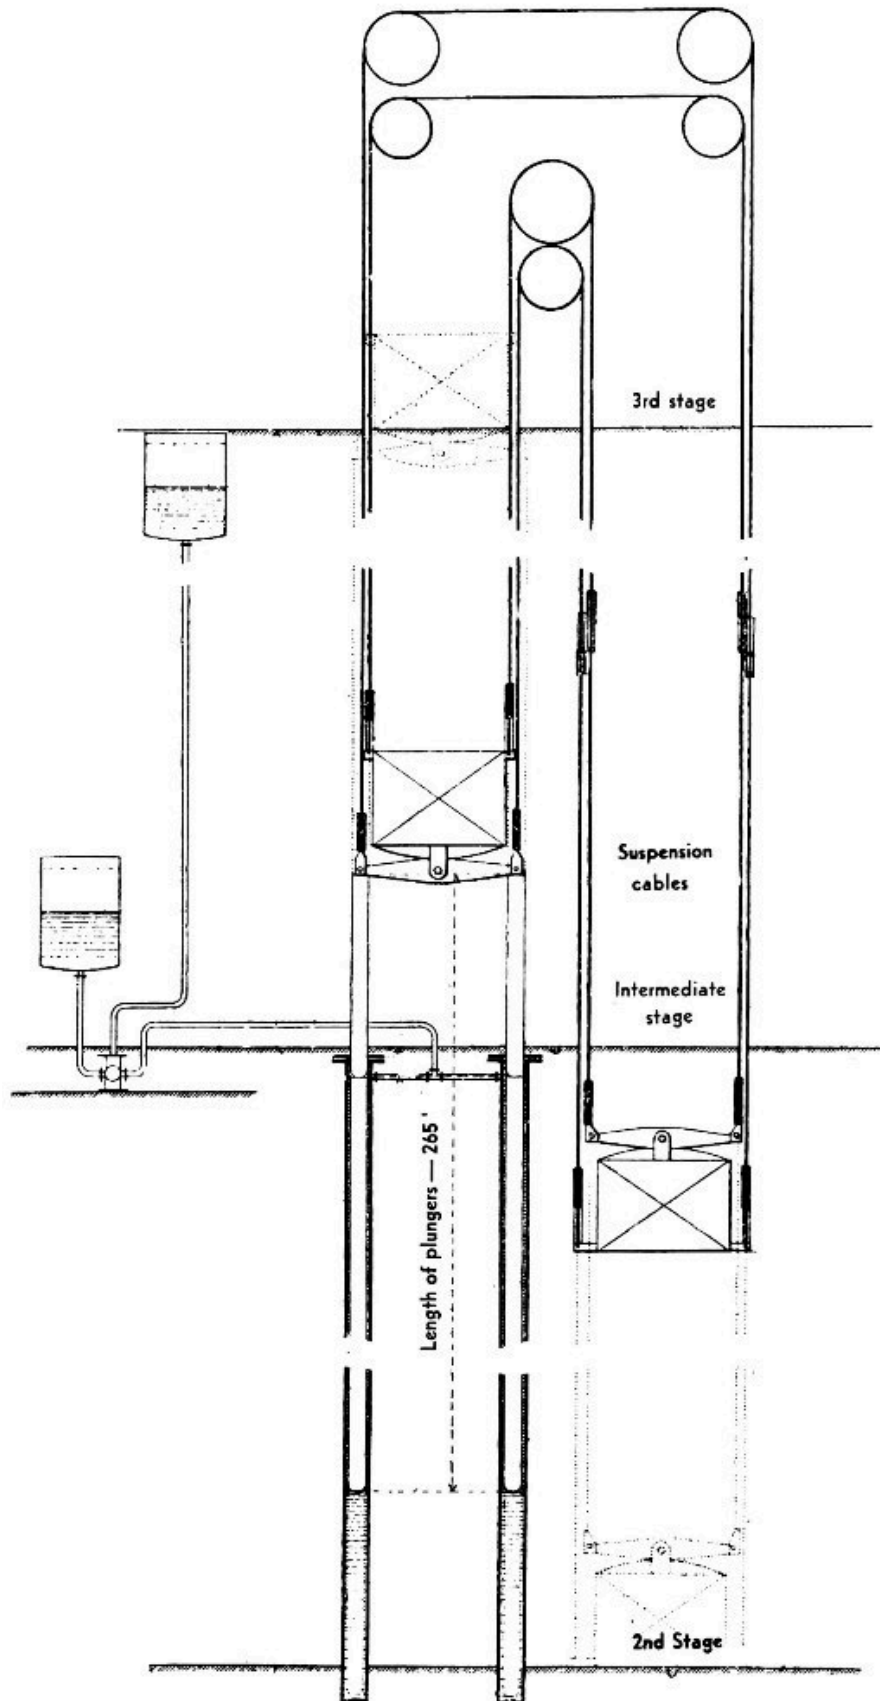 3rd stage
Suspension
cables
Intermediate
stage
Length of plungers — 265'
2nd Stage